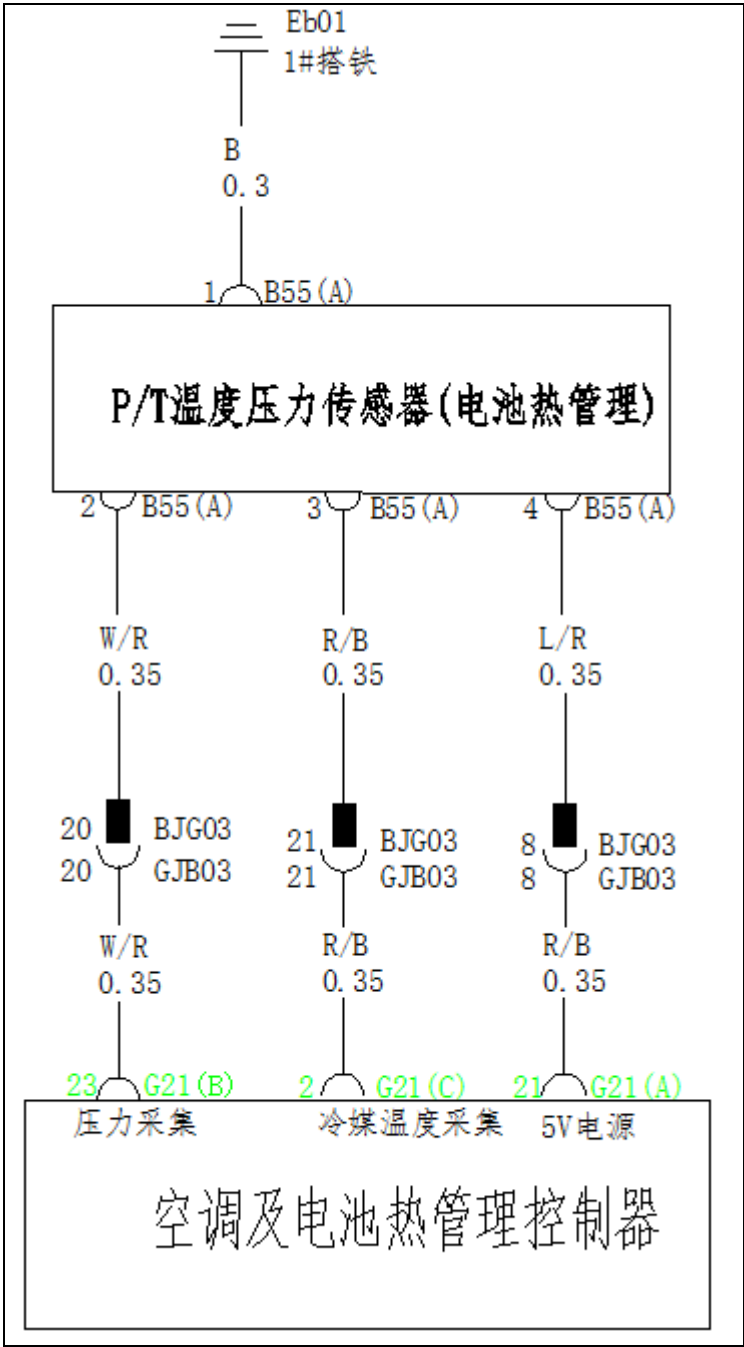 Eb01
1#搭铁
B
0.3
1 B55(A)
P/T温度压力传感器(电池热管理)
2 B55(A) 3 B55(A) 4 B55(A)
W/R R/B L/R
0.35 0.35 0.35
20 BJG03 21 BJG03 8 BJG03
20 GJB03 21 GJB03 8 GJB03
W/R R/B R/B
0.35 0.35 0.35
23 G21(B) 2 G21(C) 21 G21(A)
压力采集 冷媒温度采集 5V电源
空调及电池热管理控制器